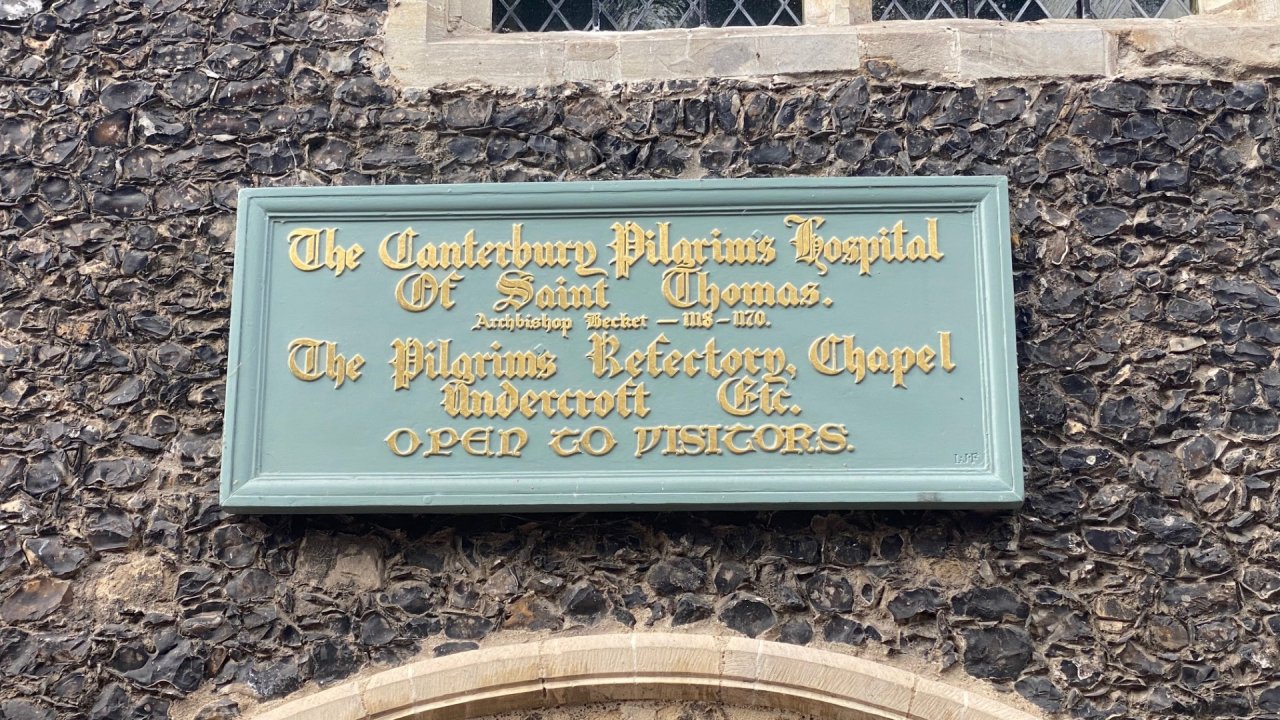 The Canterbury Pilgrims Hospital
Of Saint Thomas.
Archbishop Becket — 1118 – 1170.
The Pilgrims Refectory, Chapel
Undercroft Etc.
OPEN TO VISITORS.